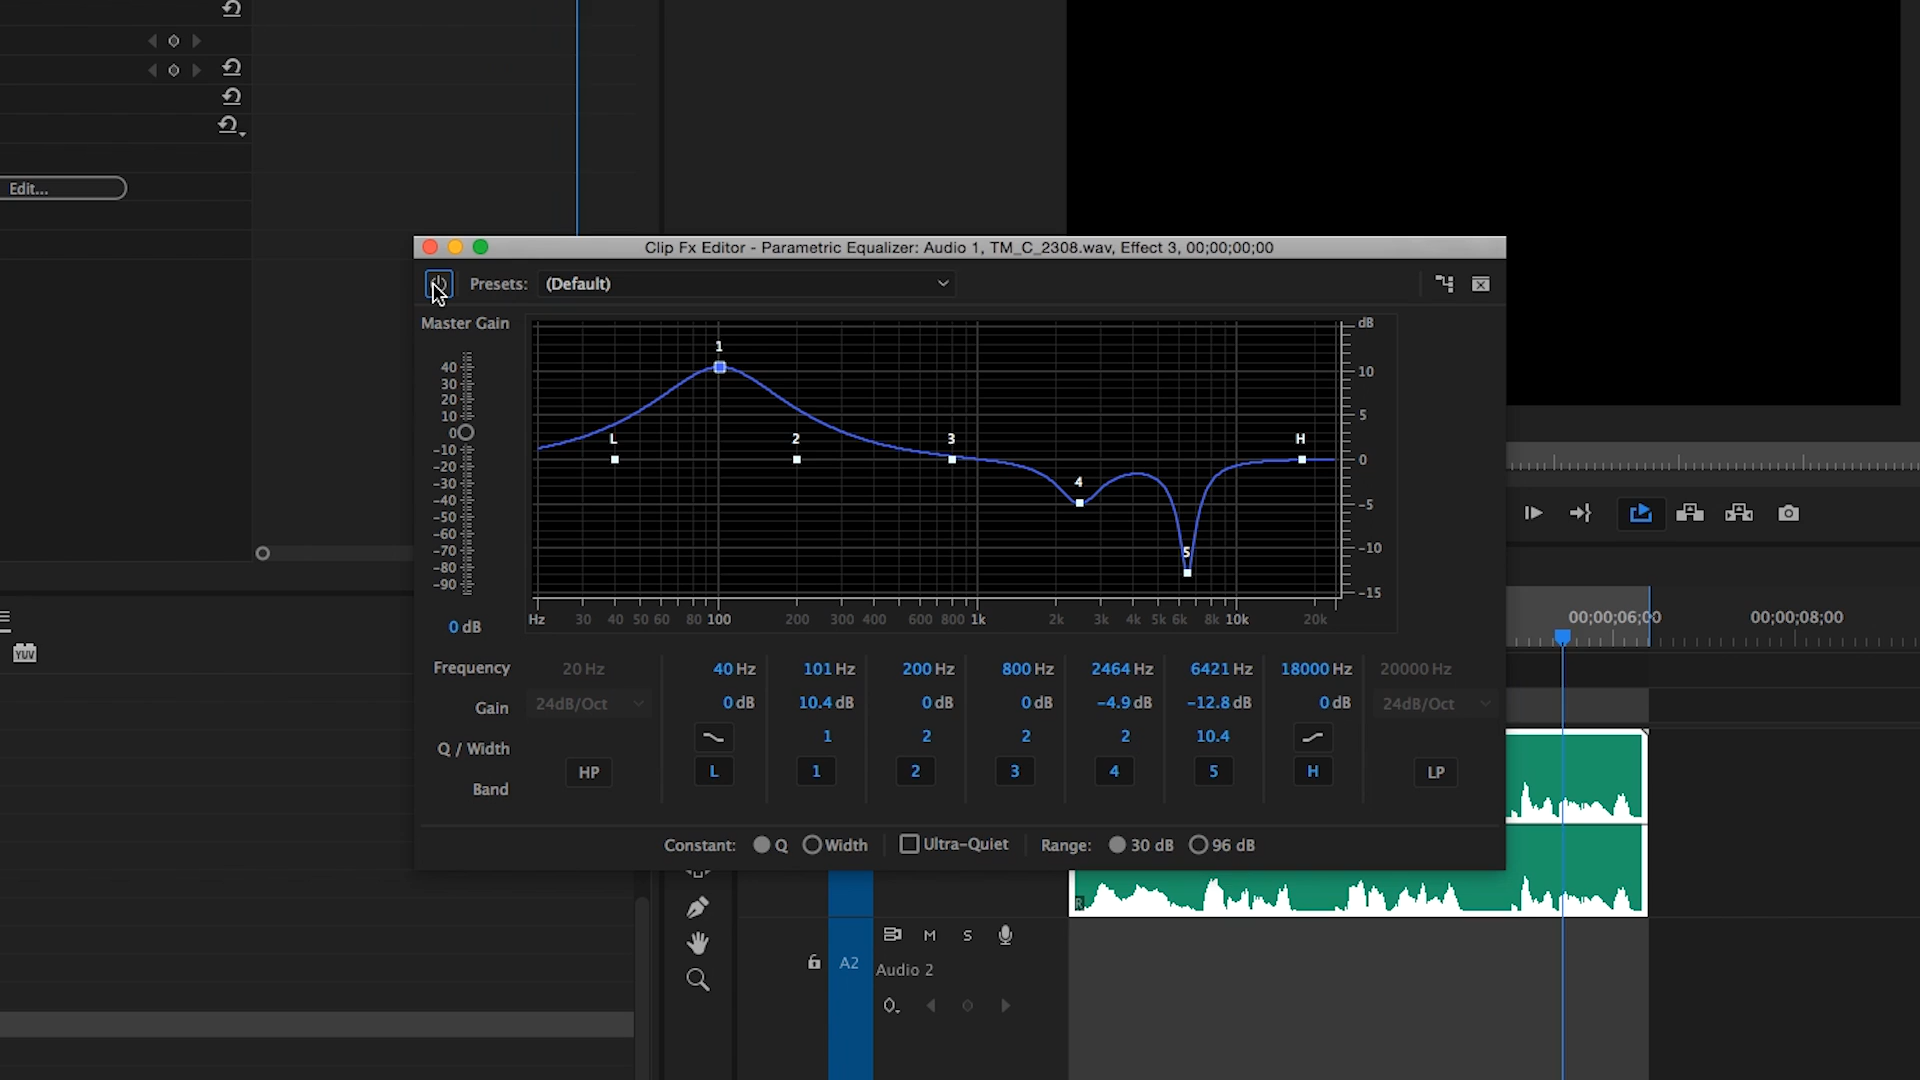 Edit...
Clip Fx Editor - Parametric Equalizer: Audio 1, TM_C_2308.wav, Effect 3, 00;00;00;00
Presets: (Default)
Master Gain
40
30
20
10
0
-10
-20
-30
-40
-50
-60
-70
-80
-90
0 dB
dB
10
5
0
-5
-10
-15
1
L
2
3
H
4
5
Hz 30 40 50 60 80 100 200 300 400 600 800 1k 2k 3k 4k 5k 6k 8k 10k 20k
Frequency 20 Hz 40 Hz 101 Hz 200 Hz 800 Hz 2464 Hz 6421 Hz 18000 Hz 20000 Hz
Gain 24dB/Oct 0 dB 10.4 dB 0 dB 0 dB -4.9 dB -12.8 dB 0 dB 24dB/Oct
Q / Width 1 2 2 2 10.4
Band HP L 1 2 3 4 5 H LP
Constant: Q Width Ultra-Quiet Range: 30 dB 96 dB
00;00;06;00 00;00;08;00
YUV
R
M S
A2
Audio 2